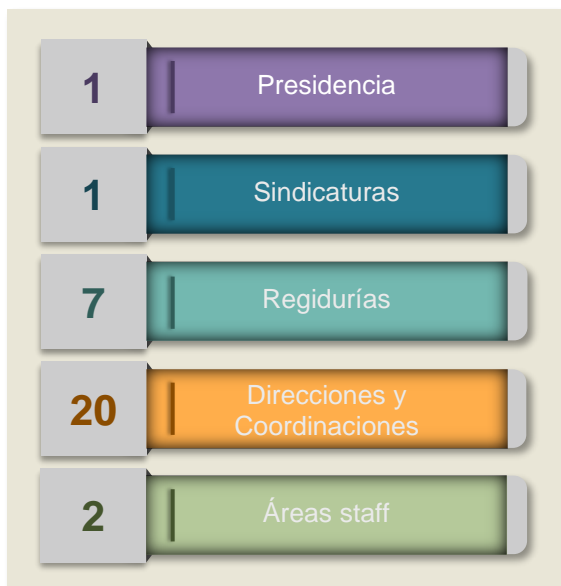 1
Presidencia
1
Sindicaturas
7
Regidurías
20
Direcciones y
Coordinaciones
2
Áreas staff